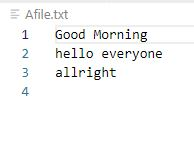 Afile.txt
1 Good Morning
2 hello everyone
3 allright
4